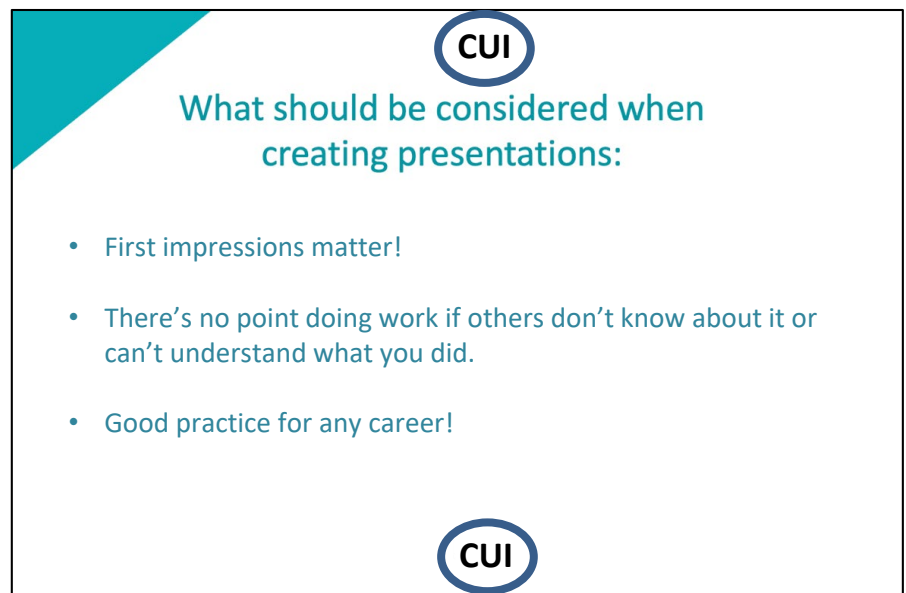 CUI
What should be considered when
creating presentations:
• First impressions matter!
• There’s no point doing work if others don’t know about it or
can’t understand what you did.
• Good practice for any career!
CUI